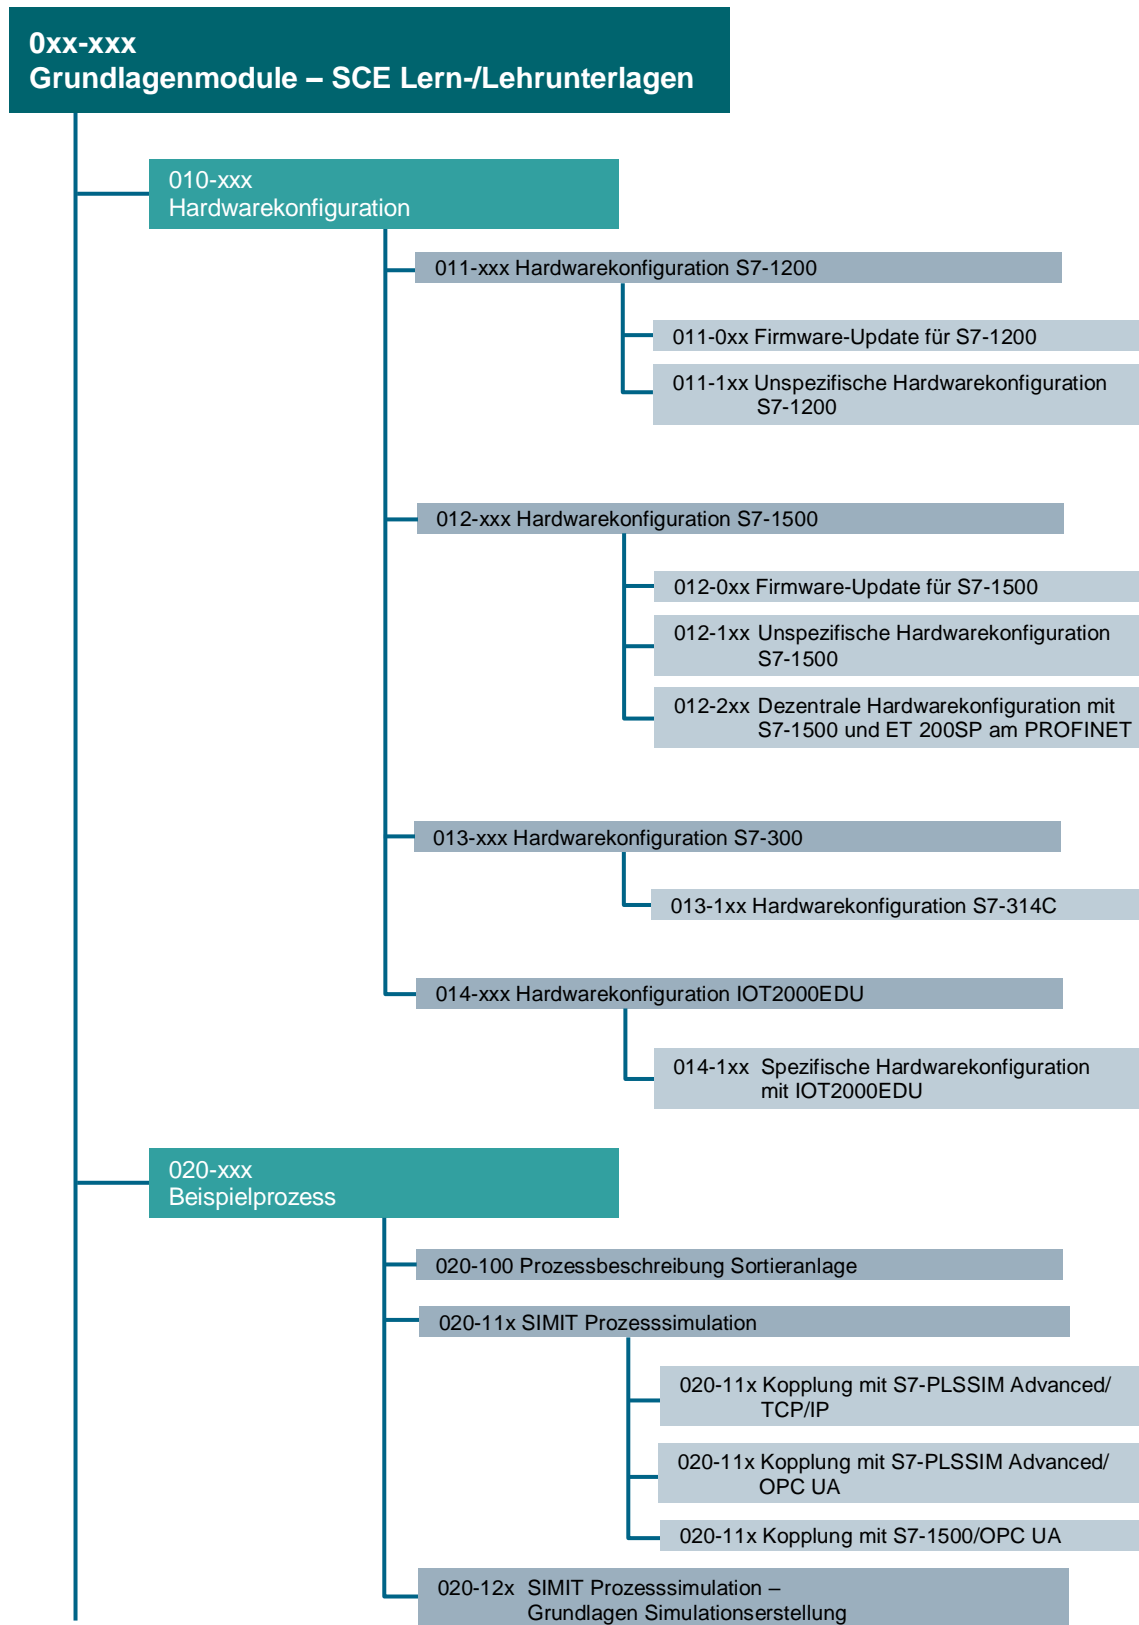 0xx-xxx
Grundlagenmodule – SCE Lern-/Lehrunterlagen
010-xxx
Hardwarekonfiguration
011-xxx Hardwarekonfiguration S7-1200
011-0xx Firmware-Update für S7-1200
011-1xx Unspezifische Hardwarekonfiguration
S7-1200
012-xxx Hardwarekonfiguration S7-1500
012-0xx Firmware-Update für S7-1500
012-1xx Unspezifische Hardwarekonfiguration
S7-1500
012-2xx Dezentrale Hardwarekonfiguration mit
S7-1500 und ET 200SP am PROFINET
013-xxx Hardwarekonfiguration S7-300
013-1xx Hardwarekonfiguration S7-314C
014-xxx Hardwarekonfiguration IOT2000EDU
014-1xx Spezifische Hardwarekonfiguration
mit IOT2000EDU
020-xxx
Beispielprozess
020-100 Prozessbeschreibung Sortieranlage
020-11x SIMIT Prozesssimulation
020-11x Kopplung mit S7-PLSSIM Advanced/
TCP/IP
020-11x Kopplung mit S7-PLSSIM Advanced/
OPC UA
020-11x Kopplung mit S7-1500/OPC UA
020-12x SIMIT Prozesssimulation –
Grundlagen Simulationserstellung